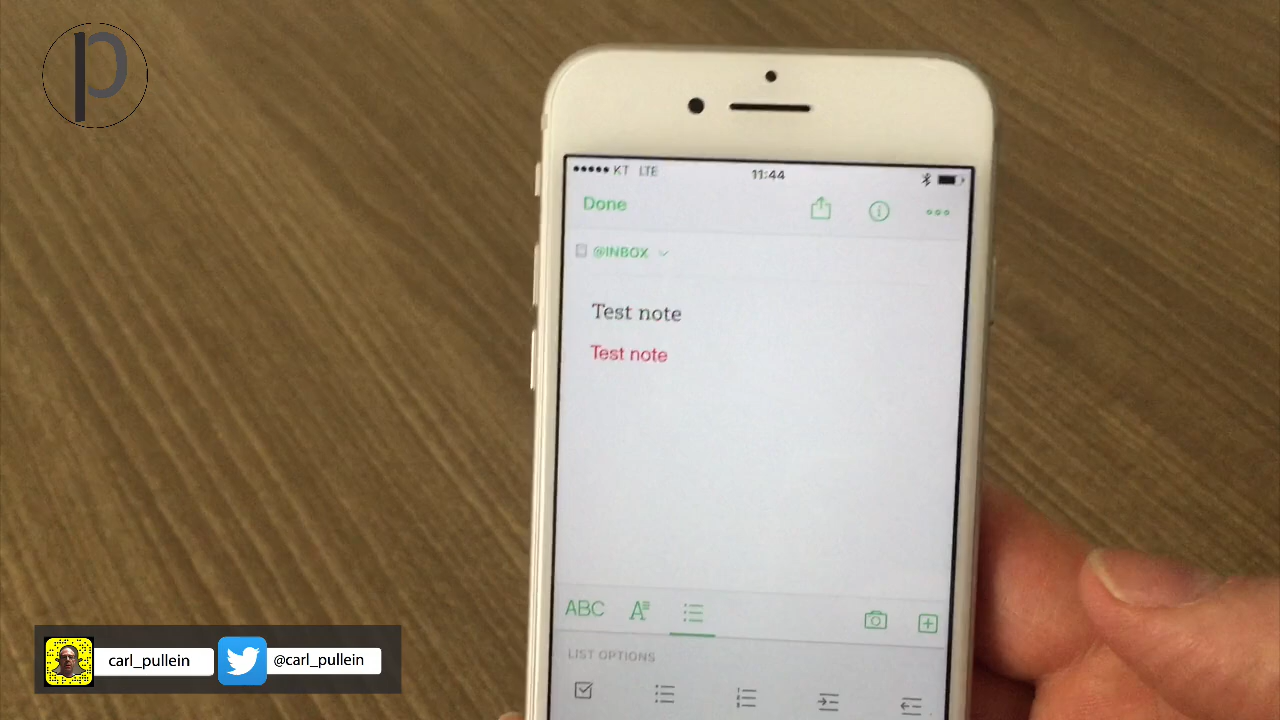 p
KT LTE 11:44
Done
@INBOX
Test note
Test note
ABC A
LIST OPTIONS
carl_pullein @carl_pullein